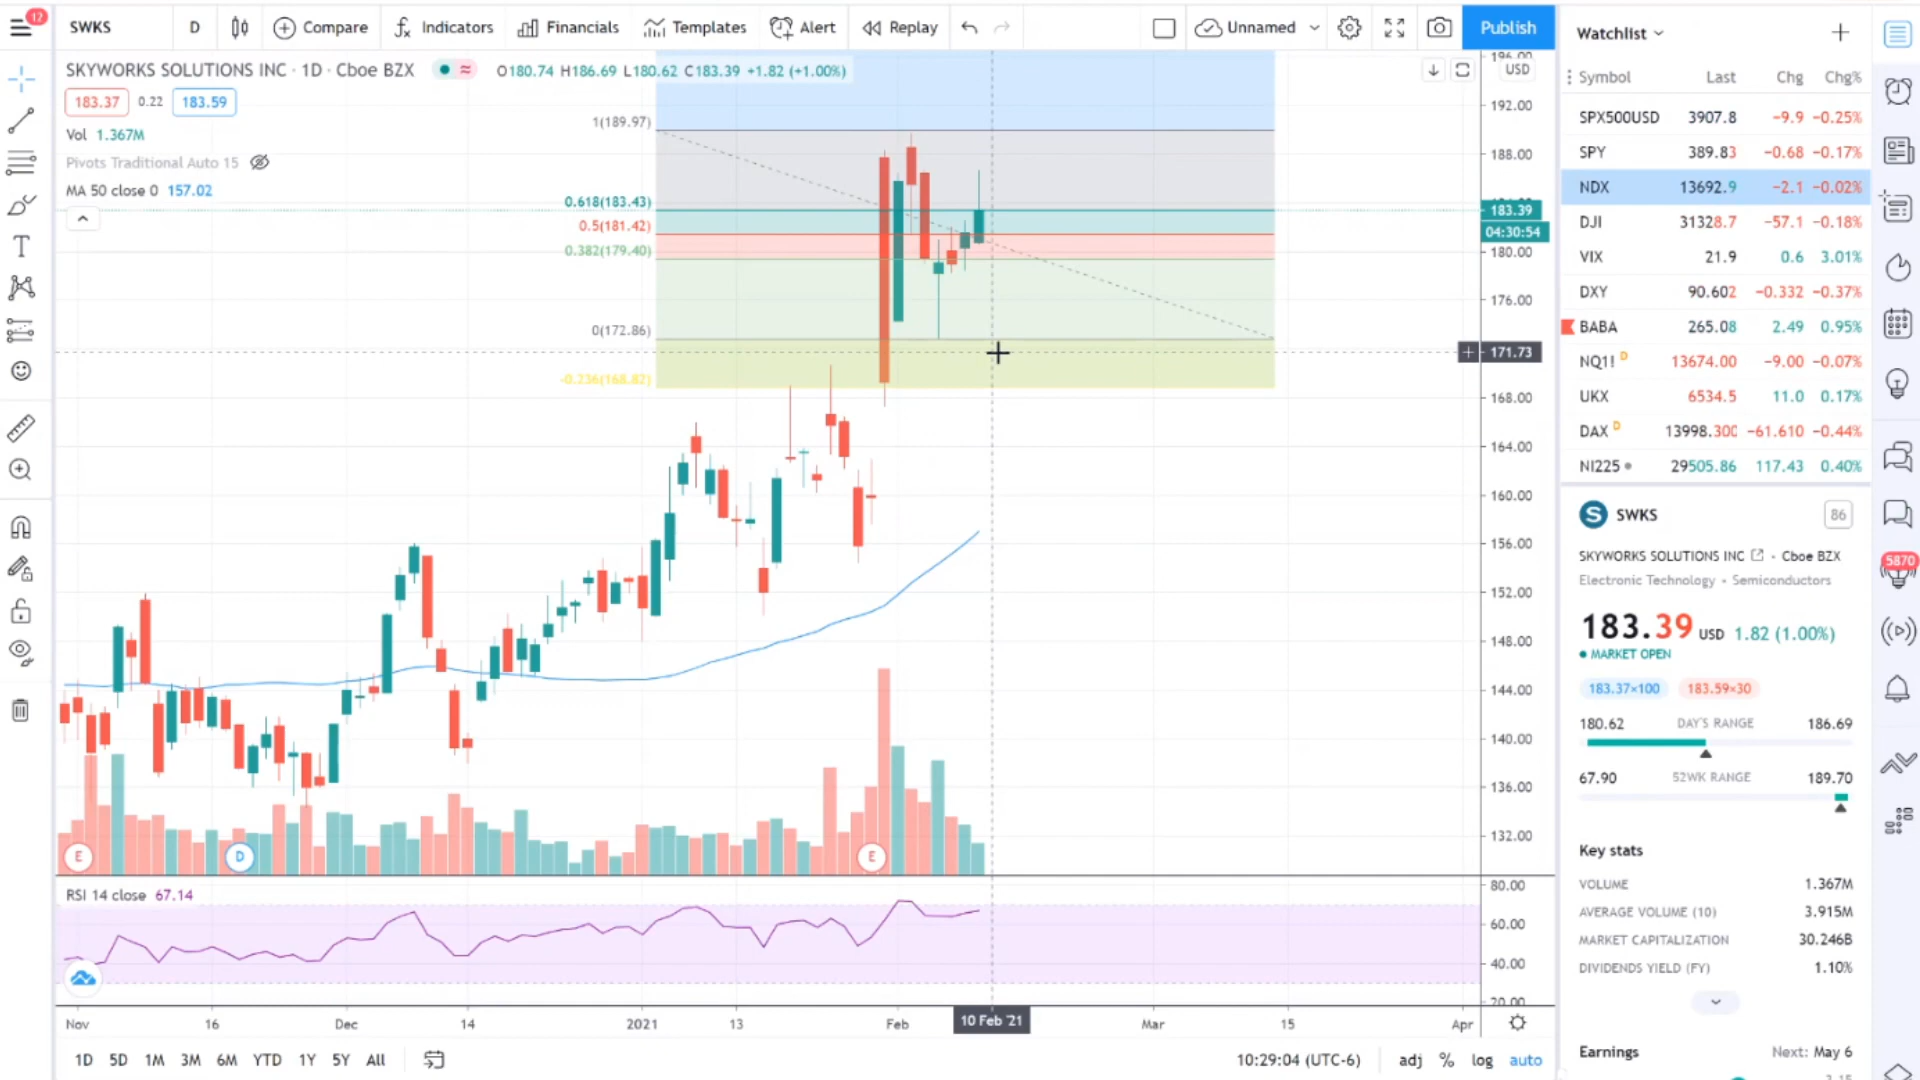 12
SWKS
D
Compare
Indicators
Financials
Templates
Alert
Replay
Unnamed
Publish
SKYWORKS SOLUTIONS INC · 1D · Cboe BZX
O180.74 H186.69 L180.62 C183.39 +1.82 (+1.00%)
183.37 0.22 183.59
Vol 1.367M
Pivots Traditional Auto 15
MA 50 close 0 157.02
1(189.97)
0.618(183.43)
0.5(181.42)
0.382(179.40)
0(172.86)
-0.236(168.82)
USD
196.00
192.00
188.00
183.39
04:30:54
180.00
176.00
171.73
168.00
164.00
160.00
156.00
152.00
148.00
144.00
140.00
136.00
132.00
E
D
E
RSI 14 close 67.14
80.00
60.00
40.00
20.00
Nov 16 Dec 14 2021 13 Feb 10 Feb '21 Mar 15 Apr
1D 5D 1M 3M 6M YTD 1Y 5Y All
10:29:04 (UTC-6) adj % log auto
Watchlist
Symbol Last Chg Chg%
SPX500USD 3907.8 −9.9 −0.25%
SPY 389.83 −0.68 −0.17%
NDX 13692.9 −2.1 −0.02%
DJI 31328.7 −57.1 −0.18%
VIX 21.9 0.6 3.01%
DXY 90.602 −0.332 −0.37%
BABA 265.08 2.49 0.95%
NQ1! D 13674.00 −9.00 −0.07%
UKX 6534.5 11.0 0.17%
DAX D 13998.300 −61.610 −0.44%
NI225 29505.86 117.43 0.40%
S SWKS 86
SKYWORKS SOLUTIONS INC · Cboe BZX
Electronic Technology • Semiconductors
183.39 USD 1.82 (1.00%)
MARKET OPEN
183.37×100 183.59×30
180.62 DAY'S RANGE 186.69
67.90 52WK RANGE 189.70
Key stats
VOLUME 1.367M
AVERAGE VOLUME (10) 3.915M
MARKET CAPITALIZATION 30.246B
DIVIDENDS YIELD (FY) 1.10%
Earnings Next: May 6
5870